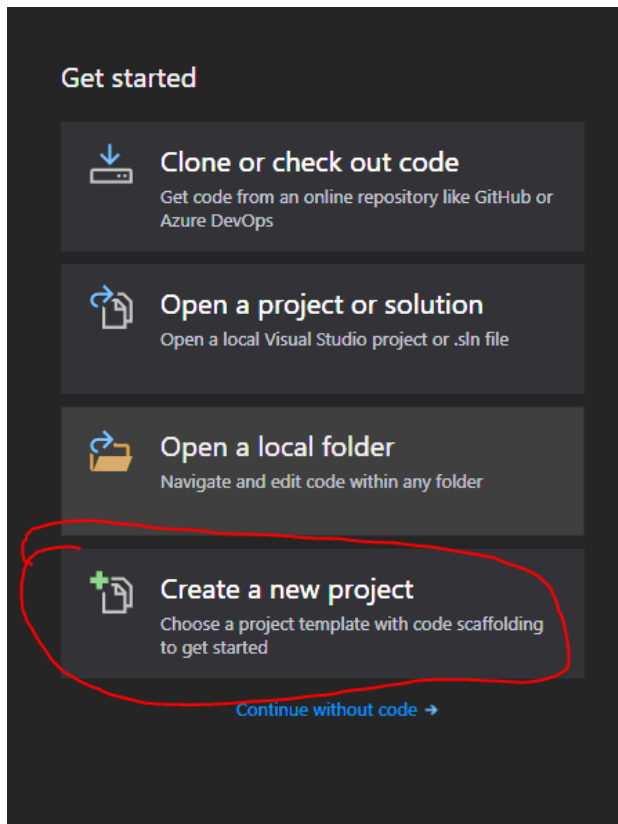 Get started
Clone or check out code
Get code from an online repository like GitHub or
Azure DevOps
Open a project or solution
Open a local Visual Studio project or .sln file
Open a local folder
Navigate and edit code within any folder
Create a new project
Choose a project template with code scaffolding
to get started
Continue without code →